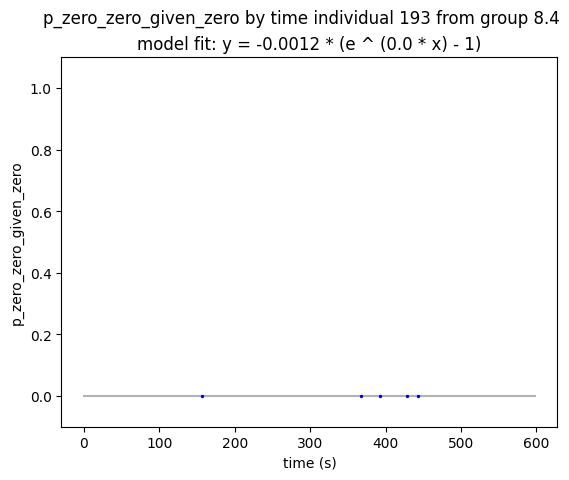 p_zero_zero_given_zero by time individual 193 from group 8.4
model fit: y = -0.0012 * (e ^ (0.0 * x) - 1)
1.0
0.8
0.6
0.4
0.2
0.0
p_zero_zero_given_zero
0 100 200 300 400 500 600
time (s)